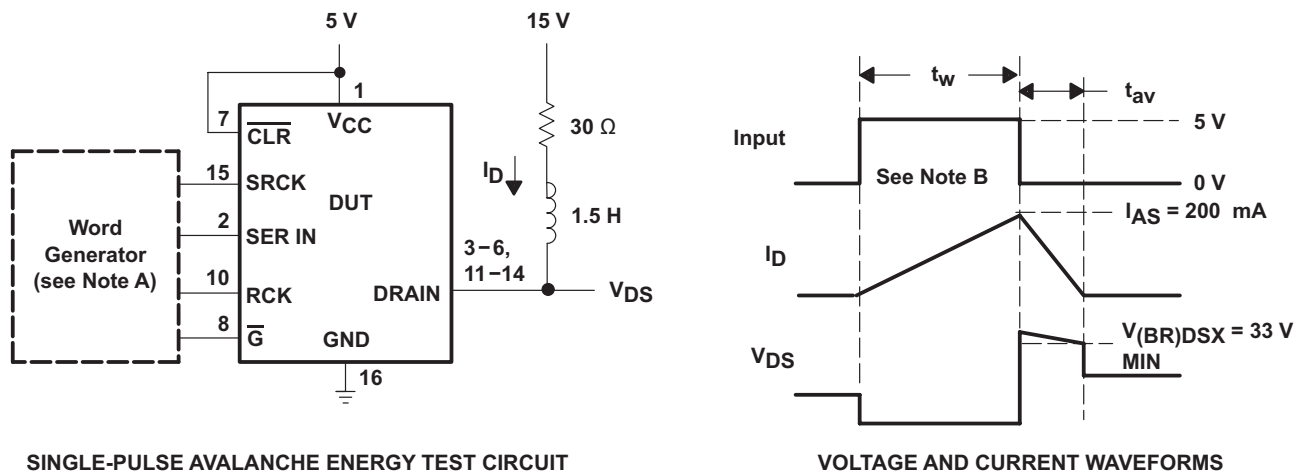 5 V
15 V
1
VCC
7
CLR
30 Ω
ID
15
SRCK
DUT
1.5 H
Word
Generator
(see Note A)
2
SER IN
3−6,
11−14
10
RCK
DRAIN
VDS
8
G
GND
16
SINGLE-PULSE AVALANCHE ENERGY TEST CIRCUIT
tw
tav
Input
5 V
See Note B
0 V
IAS = 200 mA
ID
V(BR)DSX = 33 V
MIN
VDS
VOLTAGE AND CURRENT WAVEFORMS